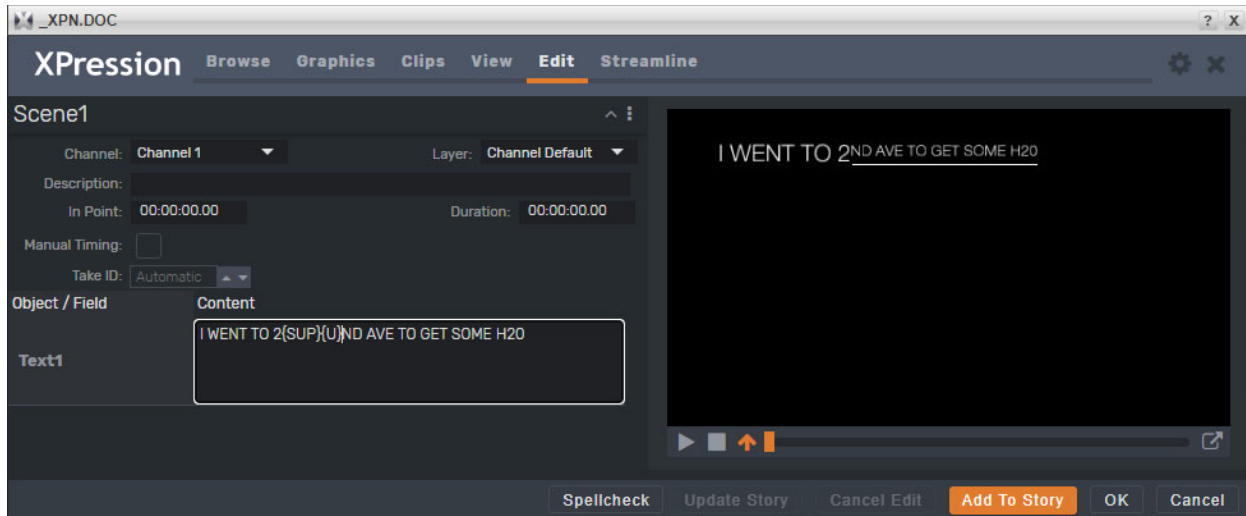 _XPN.DOC ? X
XPression Browse Graphics Clips View Edit Streamline
Scene1
Channel: Channel 1 Layer: Channel Default
Description:
In Point: 00:00:00.00 Duration: 00:00:00.00
Manual Timing:
Take ID: Automatic
Object / Field Content
Text1 I WENT TO 2{SUP}{U}ND AVE TO GET SOME H20
I WENT TO 2ND AVE TO GET SOME H20
Spellcheck Update Story Cancel Edit Add To Story OK Cancel